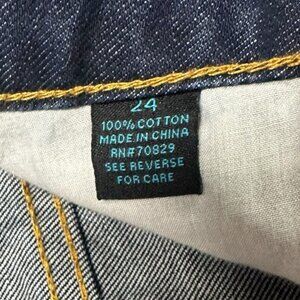 24
100% COTTON
MADE IN CHINA
RN#70829
SEE REVERSE
FOR CARE